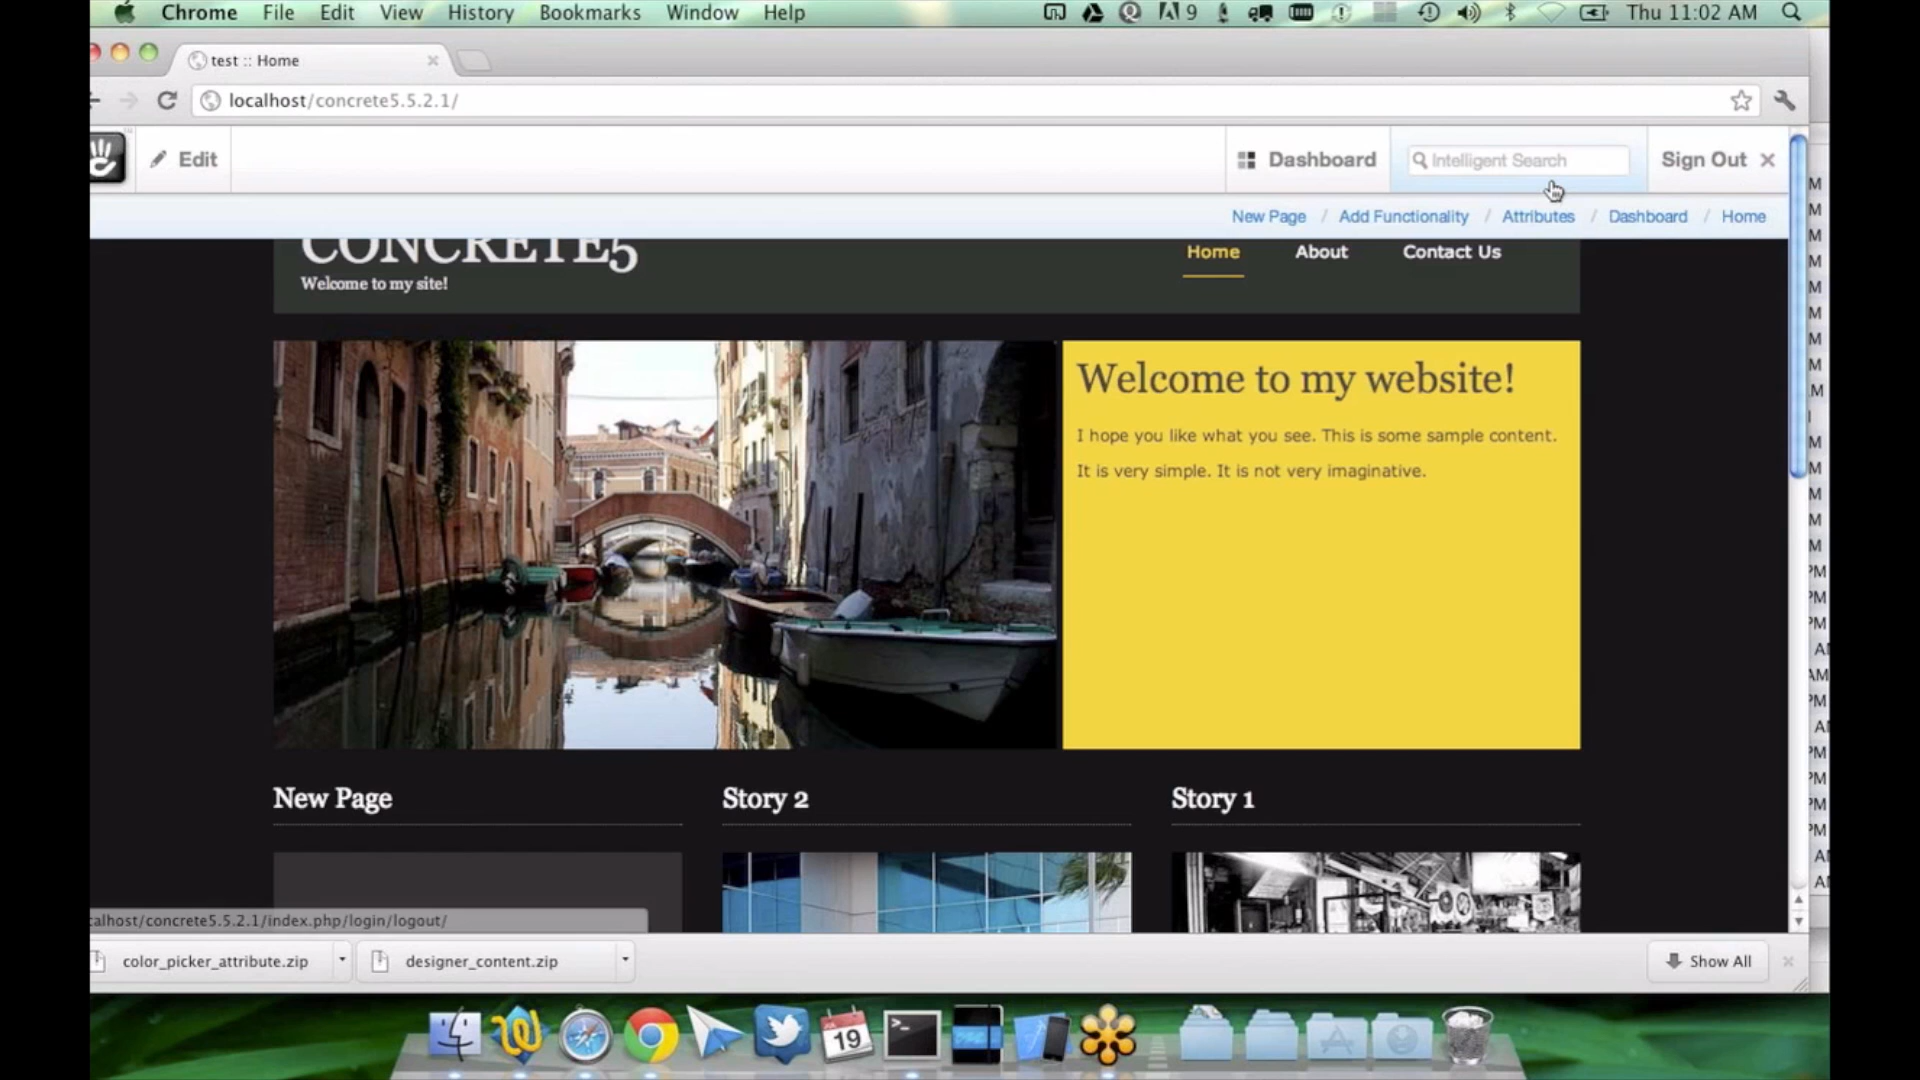 Chrome File Edit View History Bookmarks Window Help 9 Thu 11:02 AM
test :: Home
localhost/concrete5.5.2.1/
Edit Dashboard Intelligent Search Sign Out
New Page / Add Functionality / Attributes / Dashboard / Home
CONCRETE5
Welcome to my site!
Home About Contact Us
Welcome to my website!
I hope you like what you see. This is some sample content.
It is very simple. It is not very imaginative.
New Page Story 2 Story 1
calhost/concrete5.5.2.1/index.php/login/logout/
color_picker_attribute.zip designer_content.zip Show All
19